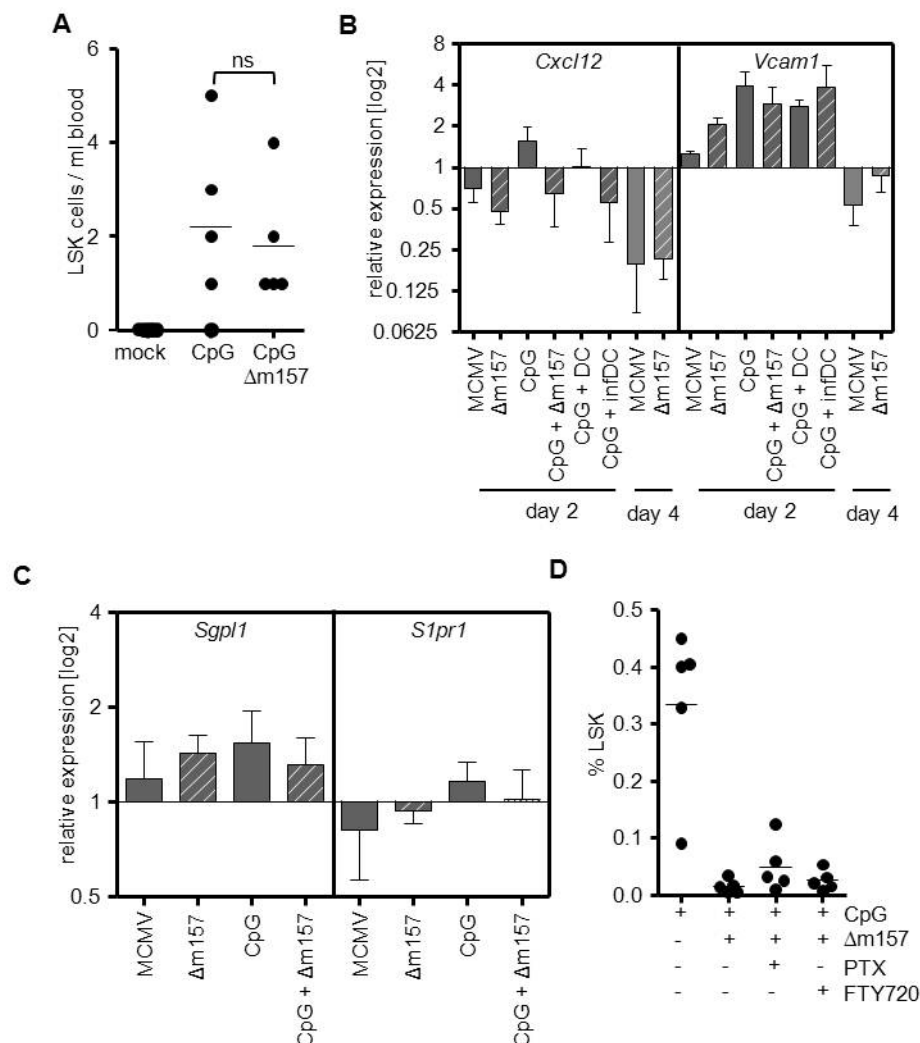 A
6
4
2
0
LSK cells / ml blood
ns
mock
CpG
CpG
Δm157
B
8
4
2
1
0.5
0.25
0.125
0.0625
relative expression [log2]
Cxcl12
Vcam1
MCMV
Δm157
CpG
CpG + Δm157
CpG + DC
CpG + infDC
MCMV
Δm157
MCMV
Δm157
CpG
CpG + Δm157
CpG + DC
CpG + infDC
MCMV
Δm157
day 2
day 4
day 2
day 4
C
4
2
1
0.5
relative expression [log2]
Sgpl1
S1pr1
MCMV
Δm157
CpG
CpG + Δm157
MCMV
Δm157
CpG
CpG + Δm157
D
0.5
0.4
0.3
0.2
0.1
0.0
% LSK
+ + + + CpG
- + + + Δm157
- - + - PTX
- - - + FTY720